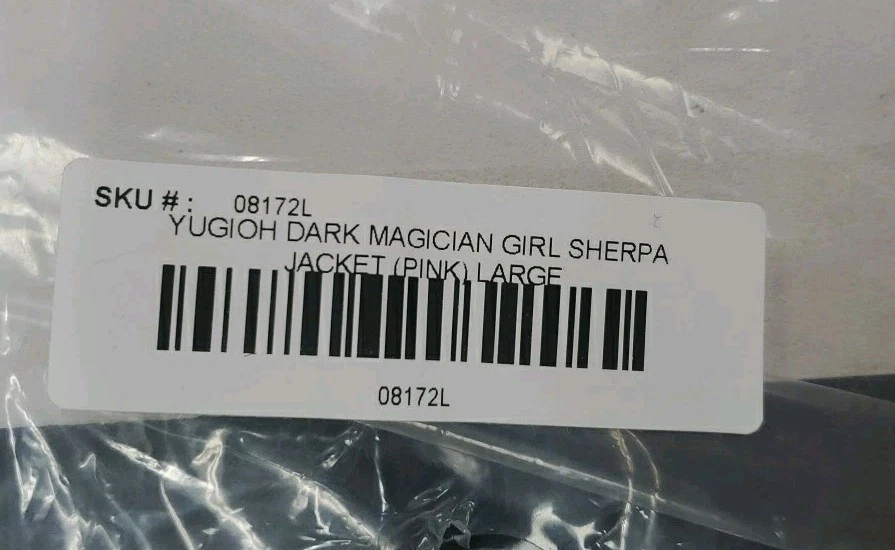 SKU # : 08172L
YUGIOH DARK MAGICIAN GIRL SHERPA
JACKET (PINK) LARGE
08172L